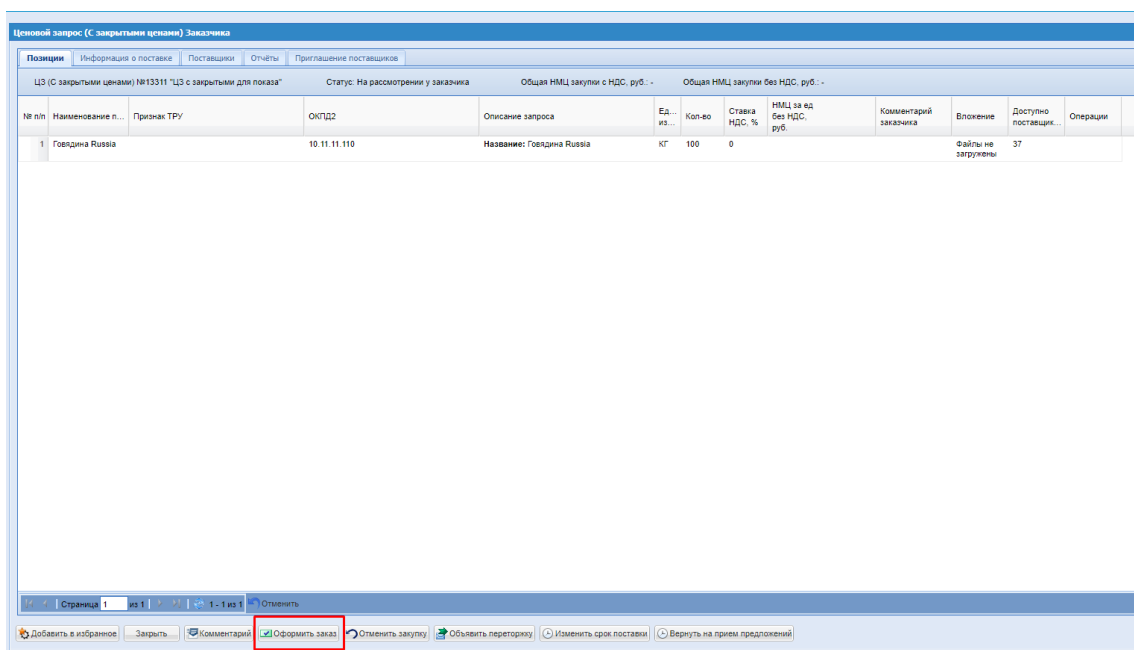 Ценовой запрос (С закрытыми ценами) Заказчика
Позиции Информация о поставке Поставщики Отчёты Приглашение поставщиков
ЦЗ (С закрытыми ценами) №13311 "ЦЗ с закрытыми для показа" Статус: На рассмотрении у заказчика Общая НМЦ закупки с НДС, руб.: - Общая НМЦ закупки без НДС, руб.: -
№ п/п Наименование п... Признак ТРУ ОКПД2 Описание запроса Ед... из... Кол-во Ставка НДС, % НМЦ за ед без НДС, руб. Комментарий заказчика Вложение Доступно поставщик... Операции
1 Говядина Russia 10.11.11.110 Название: Говядина Russia КГ 100 0 Файлы не загружены 37
Страница 1 из 1 1 - 1 из 1 Отменить
Добавить в избранное Закрыть Комментарий Оформить заказ Отменить закупку Объявить переторжку Изменить срок поставки Вернуть на прием предложений